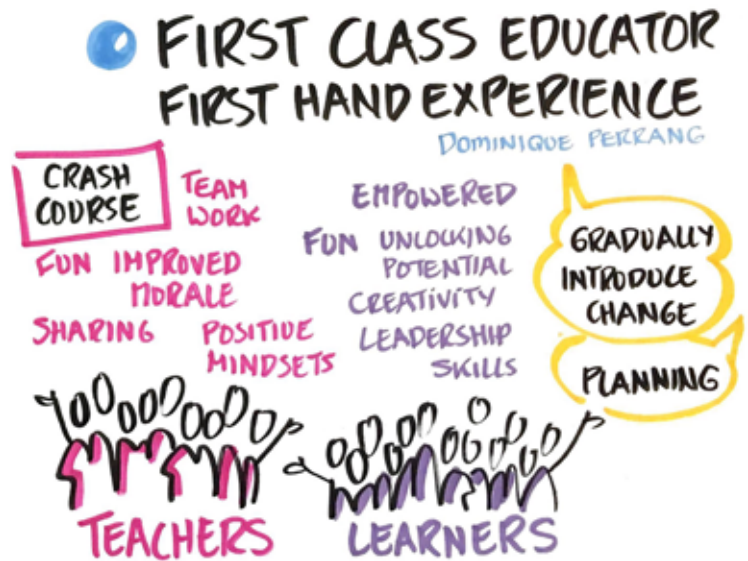 FIRST CLASS EDUCATOR
FIRST HAND EXPERIENCE
DOMINIQUE PERRANG
CRASH
COURSE
TEAM
WORK
FUN IMPROVED
MORALE
SHARING
POSITIVE
MINDSETS
TEACHERS
EMPOWERED
FUN UNLOCKING
POTENTIAL
CREATIVITY
LEADERSHIP
SKILLS
LEARNERS
GRADUALLY
INTRODUCE
CHANGE
PLANNING